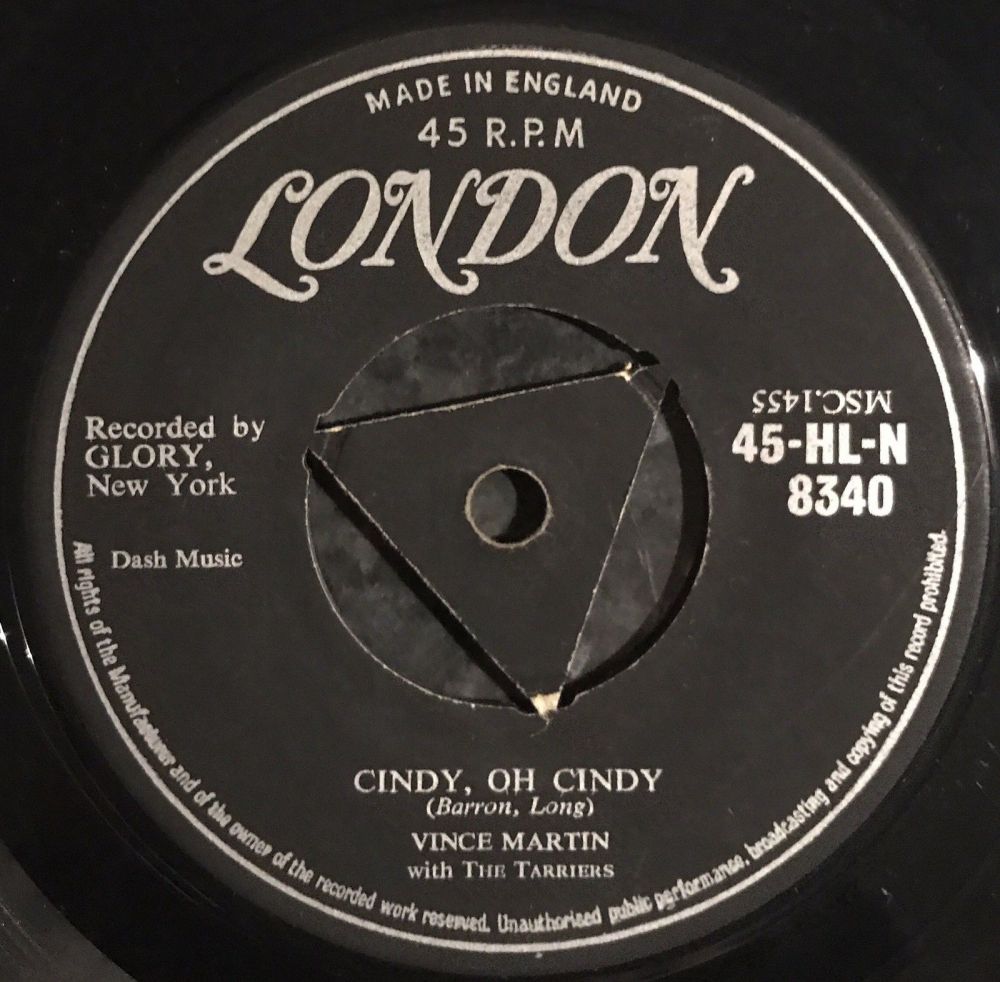 MADE IN ENGLAND
45 R.P.M
LONDON
Recorded by
GLORY,
New York
Dash Music
MSC.1455
45-HL-N
8340
CINDY, OH CINDY
(Barron, Long)
VINCE MARTIN
with THE TARRIERS
All rights of the Manufacturer and of the owner of the recorded work reserved. Unauthorised public performance, broadcasting and copying of this record prohibited.